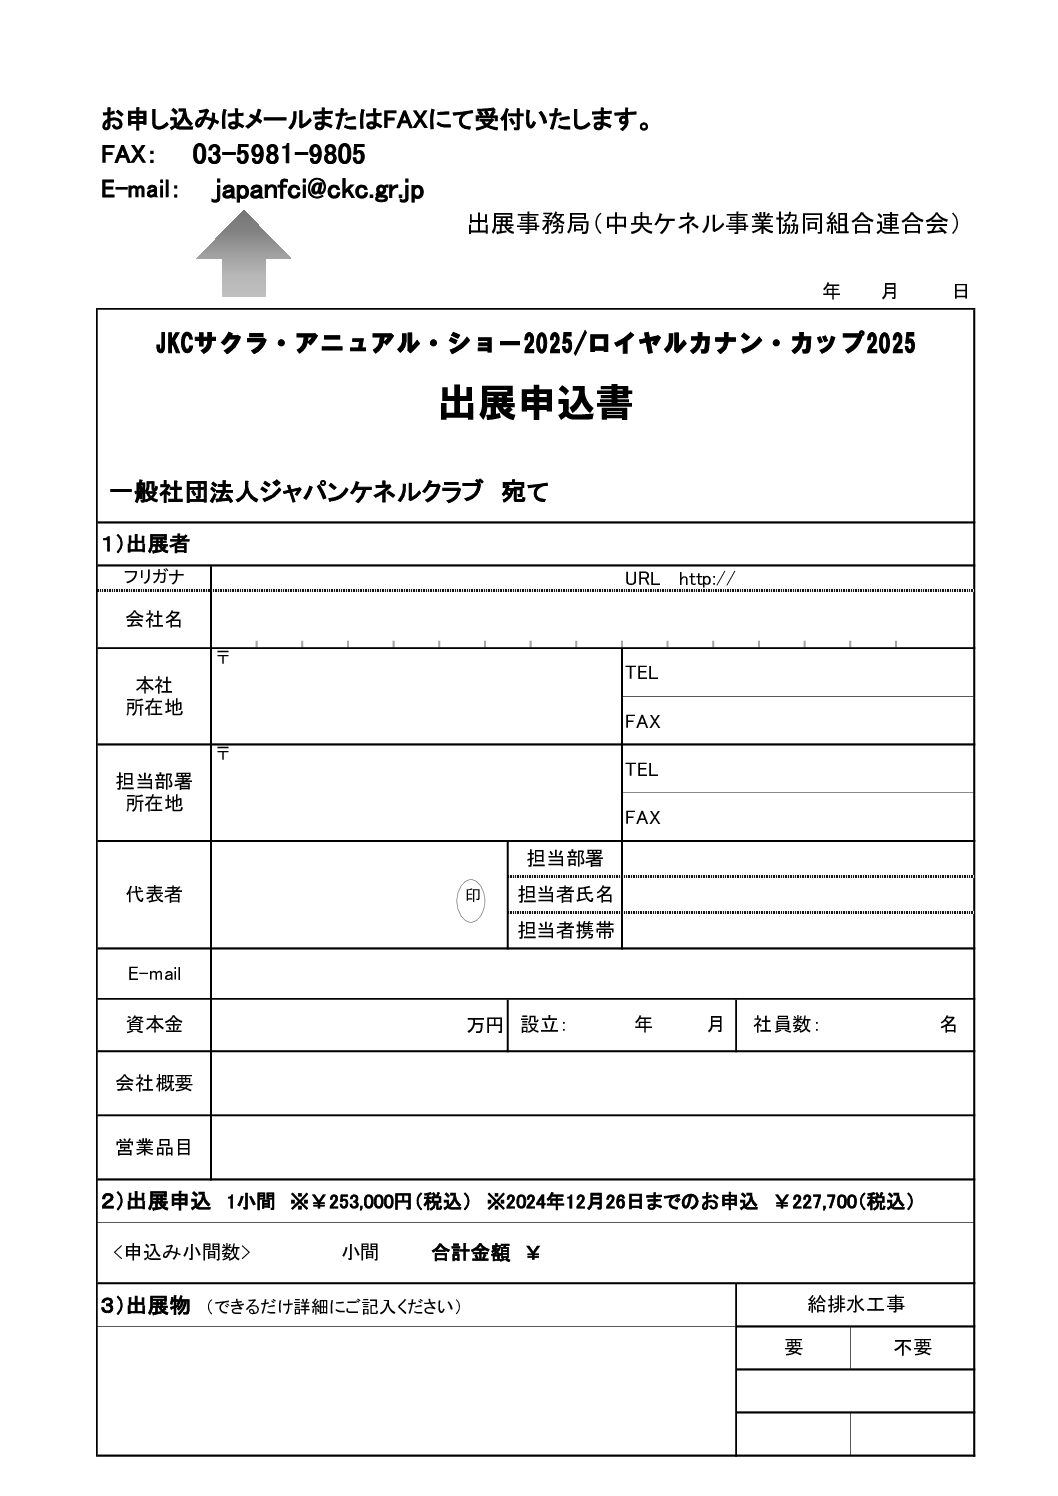 お申し込みはメールまたはFAXにて受付いたします。
FAX： 03-5981-9805
E-mail： japanfci@ckc.gr.jp
出展事務局（中央ケネル事業協同組合連合会）
年 月 日
JKCサクラ・アニュアル・ショー2025/ロイヤルカナン・カップ2025
出展申込書
一般社団法人ジャパンケネルクラブ 宛て
1）出展者
フリガナ URL http://
会社名
本社
所在地
〒
TEL
FAX
担当部署
所在地
〒
TEL
FAX
代表者
印
担当部署
担当者氏名
担当者携帯
E-mail
資本金 万円 設立： 年 月 社員数： 名
会社概要
営業品目
2）出展申込 1小間 ※￥253,000円（税込） ※2024年12月26日までのお申込 ￥227,700（税込）
＜申込み小間数＞ 小間 合計金額 ￥
3）出展物 （できるだけ詳細にご記入ください）
給排水工事
要 不要